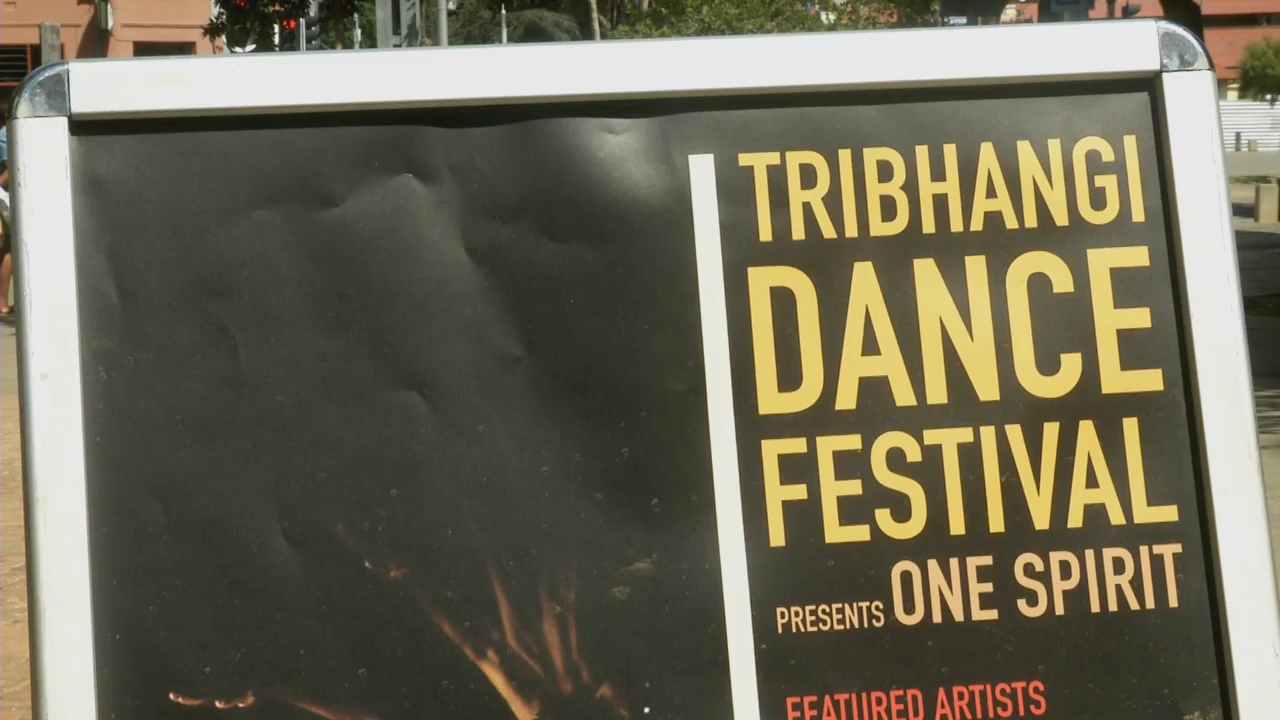 TRIBHANGI
DANCE
FESTIVAL
PRESENTS ONE SPIRIT
FEATURED ARTISTS